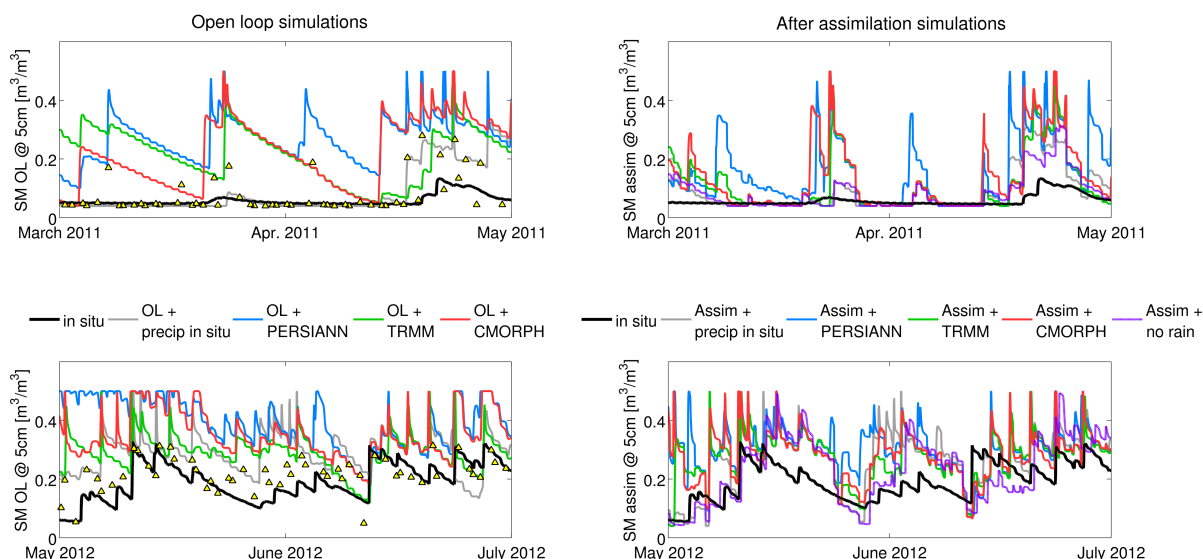 Open loop simulations
After assimilation simulations
SM OL @ 5cm [m³/m³]
0.4
0.2
0
March 2011
Apr. 2011
May 2011
SM assim @ 5cm [m³/m³]
0.4
0.2
0
March 2011
Apr. 2011
May 2011
in situ
OL +
precip in situ
OL +
PERSIANN
OL +
TRMM
OL +
CMORPH
in situ
Assim +
precip in situ
Assim +
PERSIANN
Assim +
TRMM
Assim +
CMORPH
Assim +
no rain
SM OL @ 5cm [m³/m³]
0.4
0.2
0
May 2012
June 2012
July 2012
SM assim @ 5cm [m³/m³]
0.4
0.2
0
May 2012
June 2012
July 2012